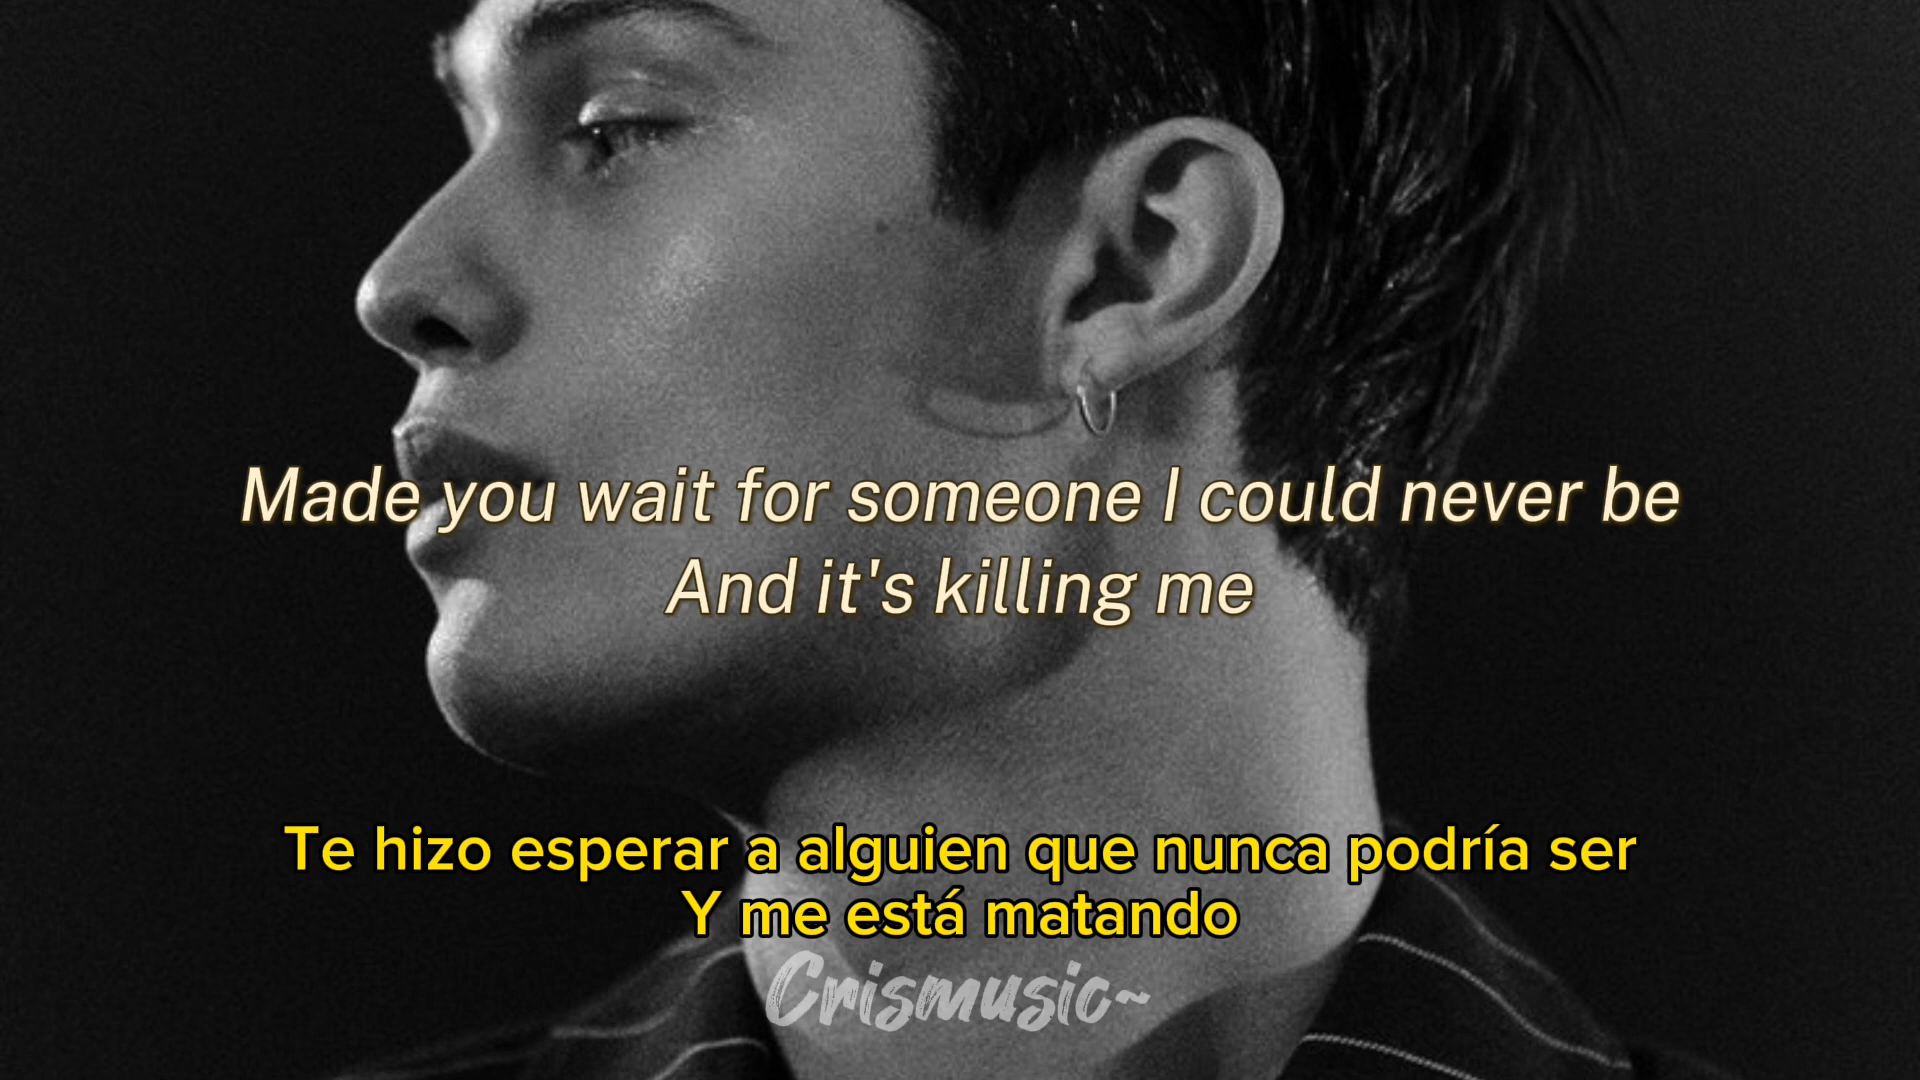 Made you wait for someone I could never be
And it's killing me
Te hizo esperar a alguien que nunca podría ser
Y me está matando
Crismusic~